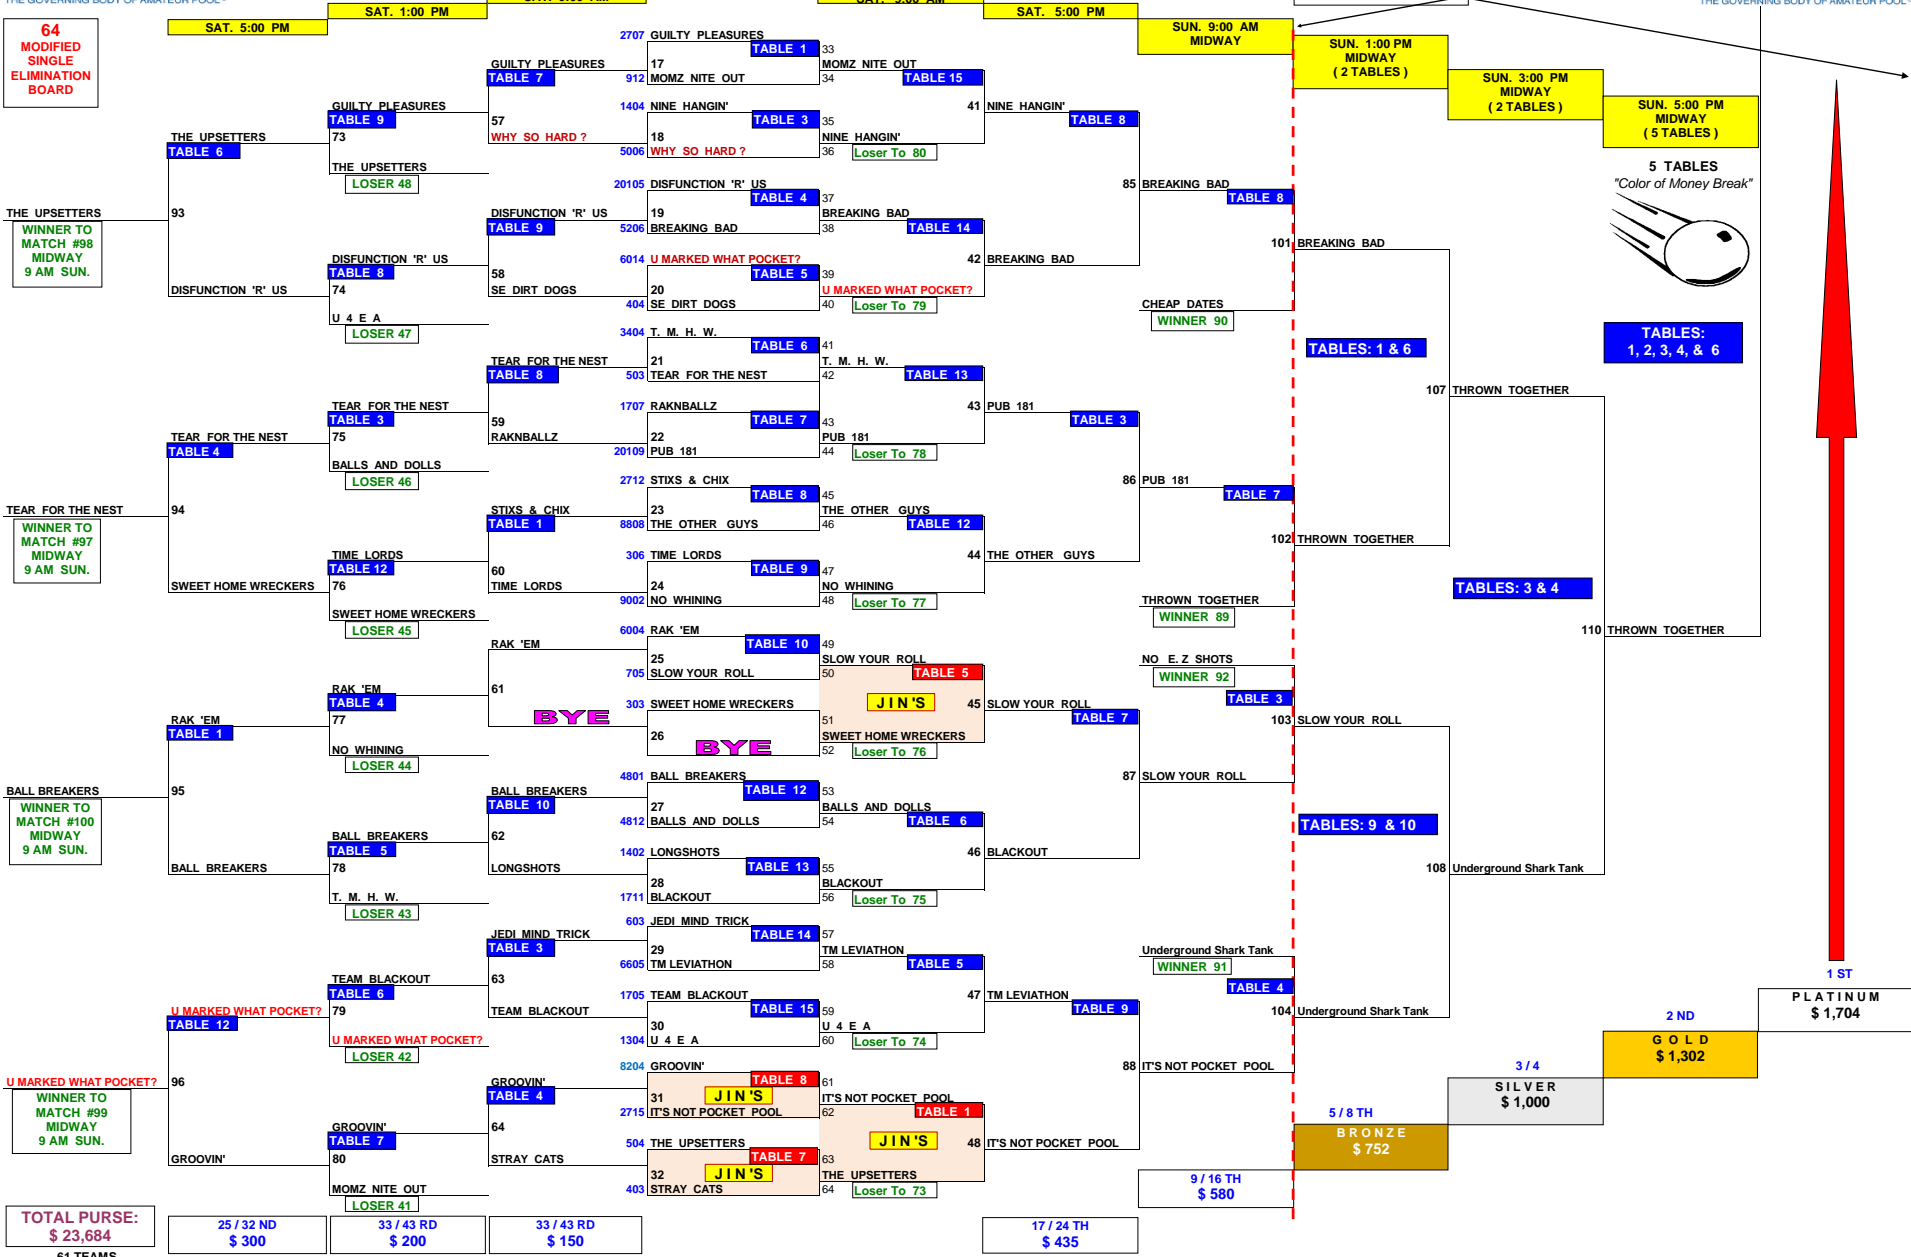 THE GOVERNING BODY OF AMATEUR POOL
THE GOVERNING BODY OF AMATEUR POOL
SAT. 1:00 PM
SAT. 5:00 PM
SAT. 5:00 PM
64
MODIFIED
SINGLE
ELIMINATION
BOARD
SUN. 9:00 AM
MIDWAY
SUN. 1:00 PM
MIDWAY
( 2 TABLES )
SUN. 3:00 PM
MIDWAY
( 2 TABLES )
SUN. 5:00 PM
MIDWAY
( 5 TABLES )
5 TABLES
"Color of Money Break"
TABLES:
1, 2, 3, 4, & 6
THE UPSETTERS
WINNER TO
MATCH #98
MIDWAY
9 AM SUN.
TEAR FOR THE NEST
WINNER TO
MATCH #97
MIDWAY
9 AM SUN.
BALL BREAKERS
WINNER TO
MATCH #100
MIDWAY
9 AM SUN.
U MARKED WHAT POCKET?
WINNER TO
MATCH #99
MIDWAY
9 AM SUN.
THE UPSETTERS
TABLE 6
93
DISFUNCTION 'R' US
TEAR FOR THE NEST
TABLE 4
94
SWEET HOME WRECKERS
RAK 'EM
TABLE 1
95
BALL BREAKERS
U MARKED WHAT POCKET?
TABLE 12
96
GROOVIN'
GUILTY PLEASURES
TABLE 9
73
THE UPSETTERS
LOSER 48
DISFUNCTION 'R' US
TABLE 8
74
U 4 E A
LOSER 47
TEAR FOR THE NEST
TABLE 3
75
BALLS AND DOLLS
LOSER 46
TIME LORDS
TABLE 12
76
SWEET HOME WRECKERS
LOSER 45
RAK 'EM
TABLE 4
77
NO WHINING
LOSER 44
BALL BREAKERS
TABLE 5
78
T. M. H. W.
LOSER 43
TEAM BLACKOUT
TABLE 6
79
U MARKED WHAT POCKET?
LOSER 42
GROOVIN'
TABLE 7
80
MOMZ NITE OUT
LOSER 41
GUILTY PLEASURES
TABLE 7
57
WHY SO HARD ?
DISFUNCTION 'R' US
TABLE 9
58
SE DIRT DOGS
TEAR FOR THE NEST
TABLE 8
59
RAKNBALLZ
STIXS & CHIX
TABLE 1
60
TIME LORDS
RAK 'EM
61
BYE
BALL BREAKERS
TABLE 10
62
LONGSHOTS
JEDI MIND TRICK
TABLE 3
63
TEAM BLACKOUT
GROOVIN'
TABLE 4
64
STRAY CATS
2707 GUILTY PLEASURES
TABLE 1 33
17
912 MOMZ NITE OUT
34
1404 NINE HANGIN'
TABLE 3 35
18
5006 WHY SO HARD ?
36
20105 DISFUNCTION 'R' US
TABLE 4 37
19
5206 BREAKING BAD
38
6014 U MARKED WHAT POCKET?
TABLE 5 39
20
404 SE DIRT DOGS
40
3404 T. M. H. W.
TABLE 6 41
21
503 TEAR FOR THE NEST
42
1707 RAKNBALLZ
TABLE 7 43
22
20109 PUB 181
44
2712 STIXS & CHIX
TABLE 8 45
23
8808 THE OTHER GUYS
46
306 TIME LORDS
TABLE 9 47
24
9002 NO WHINING
48
6004 RAK 'EM
TABLE 10 49
25
705 SLOW YOUR ROLL
50
303 SWEET HOME WRECKERS
51
26
BYE
52
4801 BALL BREAKERS
TABLE 12 53
27
4812 BALLS AND DOLLS
54
1402 LONGSHOTS
TABLE 13 55
28
1711 BLACKOUT
56
603 JEDI MIND TRICK
TABLE 14 57
29
6605 TM LEVIATHON
58
1705 TEAM BLACKOUT
TABLE 15 59
30
1304 U 4 E A
60
8204 GROOVIN'
TABLE 8 61
31 JIN'S
2715 IT'S NOT POCKET POOL
62
504 THE UPSETTERS
TABLE 7 63
32 JIN'S
403 STRAY CATS
64
MOMZ NITE OUT
TABLE 15
41 NINE HANGIN'
NINE HANGIN'
Loser To 80
BREAKING BAD
TABLE 14
42 BREAKING BAD
U MARKED WHAT POCKET?
Loser To 79
T. M. H. W.
TABLE 13
43 PUB 181
PUB 181
Loser To 78
THE OTHER GUYS
TABLE 12
44 THE OTHER GUYS
NO WHINING
Loser To 77
SLOW YOUR ROLL
TABLE 5
JIN'S
45 SLOW YOUR ROLL
SWEET HOME WRECKERS
Loser To 76
BALLS AND DOLLS
TABLE 6
46 BLACKOUT
BLACKOUT
Loser To 75
TM LEVIATHON
TABLE 5
47 TM LEVIATHON
U 4 E A
Loser To 74
IT'S NOT POCKET POOL
TABLE 1
JIN'S
48 IT'S NOT POCKET POOL
THE UPSETTERS
Loser To 73
TABLE 8
85 BREAKING BAD
TABLE 8
CHEAP DATES
WINNER 90
TABLE 3
86 PUB 181
TABLE 7
THROWN TOGETHER
WINNER 89
NO E.Z SHOTS
WINNER 92
TABLE 3
TABLE 7
87 SLOW YOUR ROLL
Underground Shark Tank
WINNER 91
TABLE 4
TABLE 9
88 IT'S NOT POCKET POOL
101 BREAKING BAD
TABLES: 1 & 6
102 THROWN TOGETHER
103 SLOW YOUR ROLL
TABLES: 9 & 10
104 Underground Shark Tank
107 THROWN TOGETHER
TABLES: 3 & 4
108 Underground Shark Tank
110 THROWN TOGETHER
1 ST
PLATINUM
$ 1,704
2 ND
GOLD
$ 1,302
3 / 4
SILVER
$ 1,000
5 / 8 TH
BRONZE
$ 752
9 / 16 TH
$ 580
17 / 24 TH
$ 435
33 / 43 RD
$ 150
33 / 43 RD
$ 200
25 / 32 ND
$ 300
TOTAL PURSE:
$ 23,684
61 TEAMS